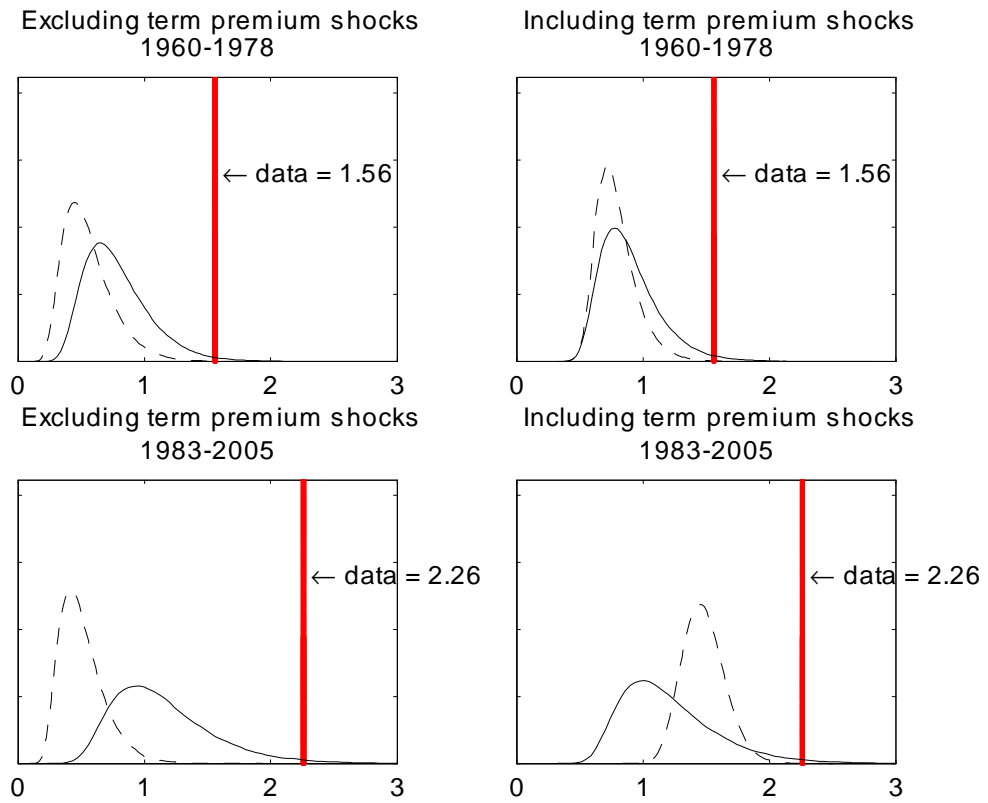 Excluding term premium shocks
1960-1978
← data = 1.56
0 1 2 3
Including term premium shocks
1960-1978
← data = 1.56
0 1 2 3
Excluding term premium shocks
1983-2005
← data = 2.26
0 1 2 3
Including term premium shocks
1983-2005
← data = 2.26
0 1 2 3